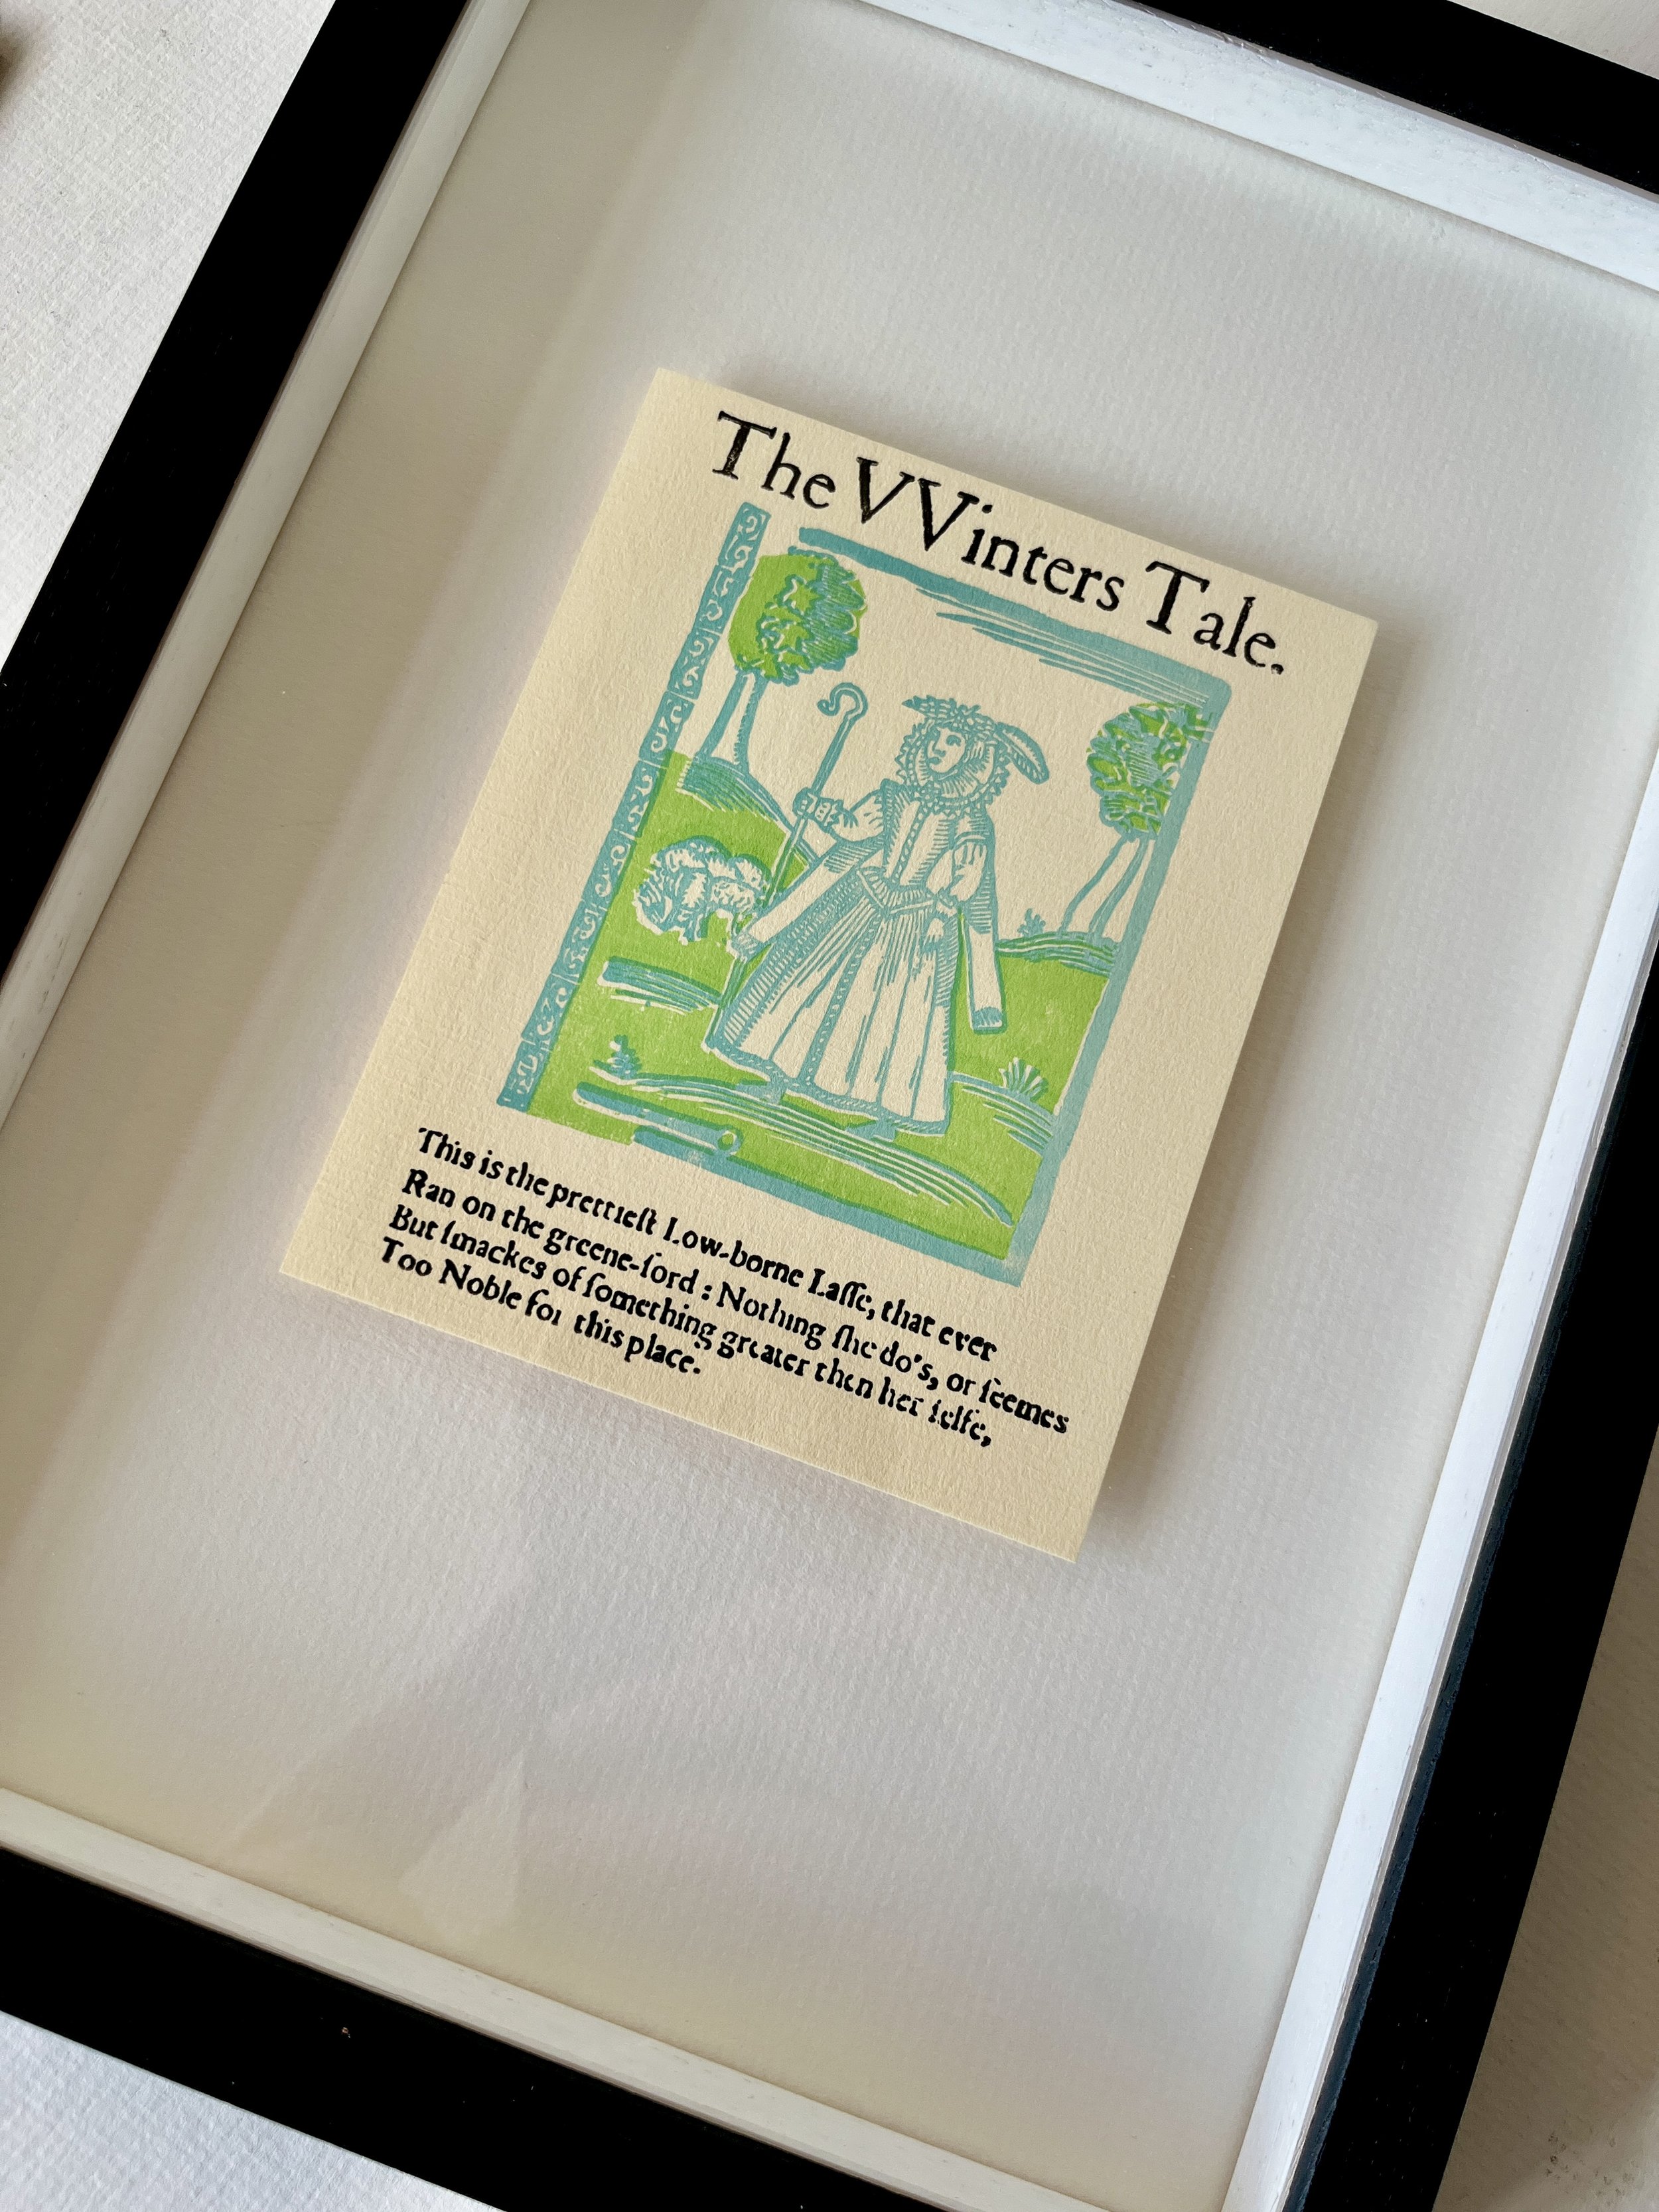 The VVinters Tale.
This is the prettieſt Low-borne Laſſe, that ever
Ran on the greene-ſord : Nothing ſhe do's, or ſeemes
But ſmackes of ſomething greater then her ſelfe,
Too Noble for this place.